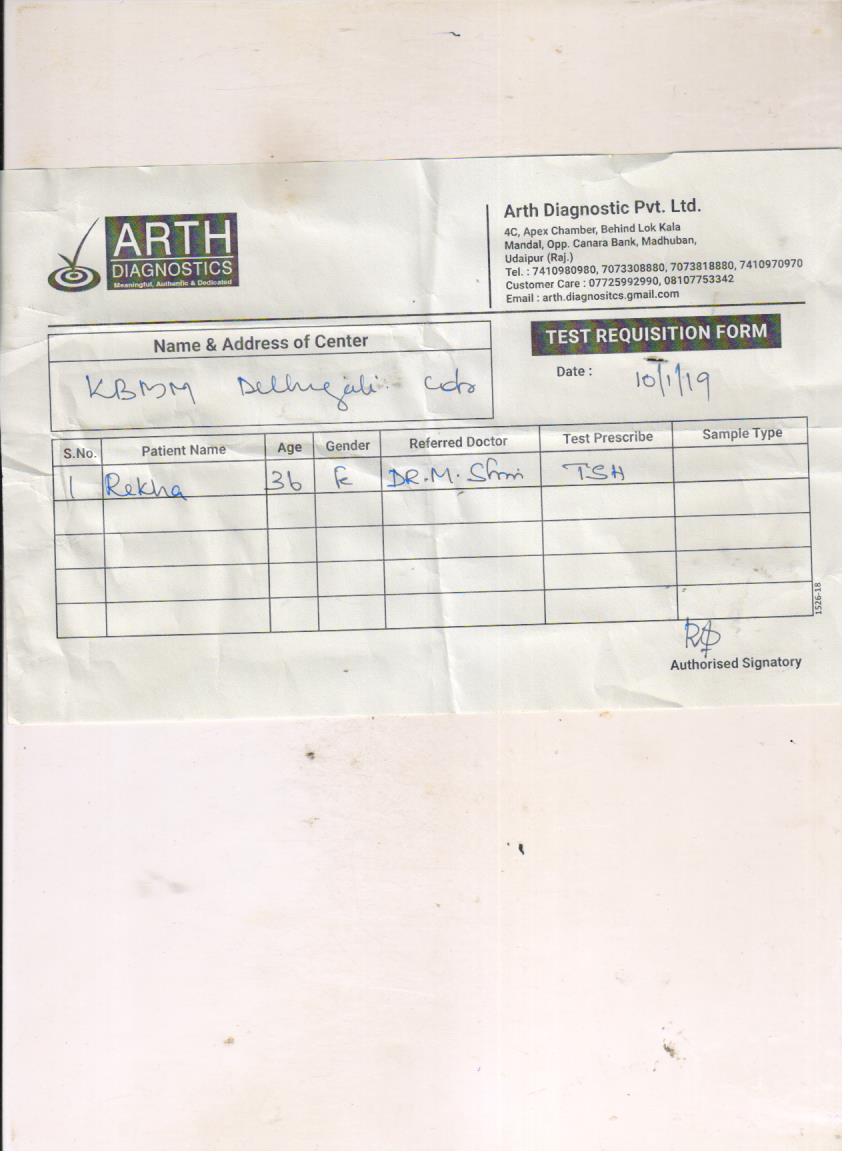 ARTH
DIAGNOSTICS
Meaningful, Authentic & Dedicated
Arth Diagnostic Pvt. Ltd.
4C, Apex Chamber, Behind Lok Kala
Mandal, Opp. Canara Bank, Madhuban,
Udaipur (Raj.)
Tel. : 7410980980, 7073308880, 7073818880, 7410970970
Customer Care : 07725992990, 08107753342
Email : arth.diagnositcs.gmail.com
Name & Address of Center
TEST REQUISITION FORM
Date : 10/1/19
S.No. Patient Name Age Gender Referred Doctor Test Prescribe Sample Type
1 Rekha 36 F DR. M. TSH
1526-18
Authorised Signatory